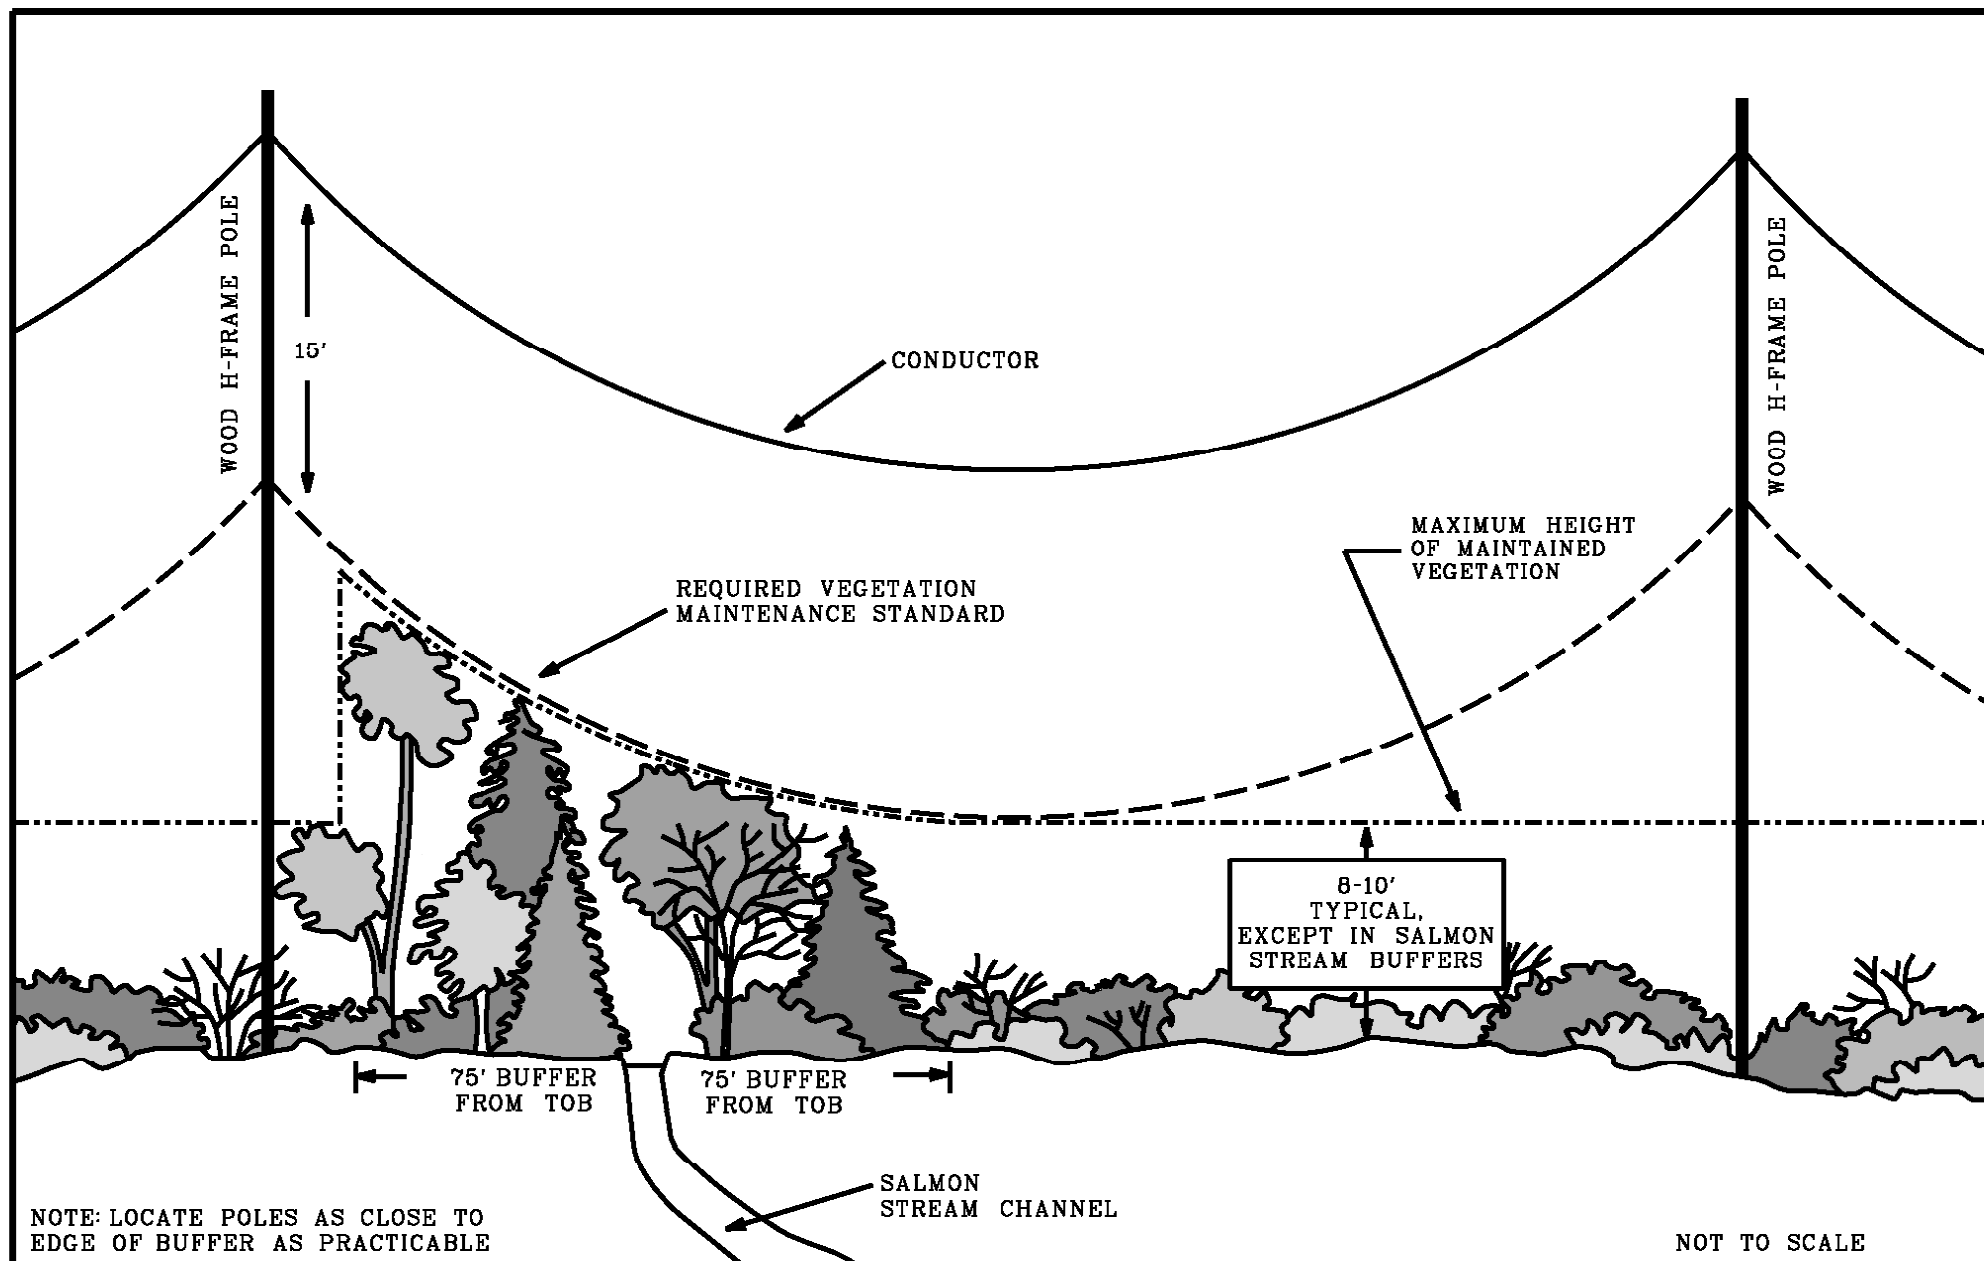 WOOD H-FRAME POLE
15'
CONDUCTOR
WOOD H-FRAME POLE
MAXIMUM HEIGHT
OF MAINTAINED
VEGETATION
REQUIRED VEGETATION
MAINTENANCE STANDARD
8-10'
TYPICAL,
EXCEPT IN SALMON
STREAM BUFFERS
75' BUFFER
FROM TOB
75' BUFFER
FROM TOB
SALMON
STREAM CHANNEL
NOTE: LOCATE POLES AS CLOSE TO
EDGE OF BUFFER AS PRACTICABLE
NOT TO SCALE